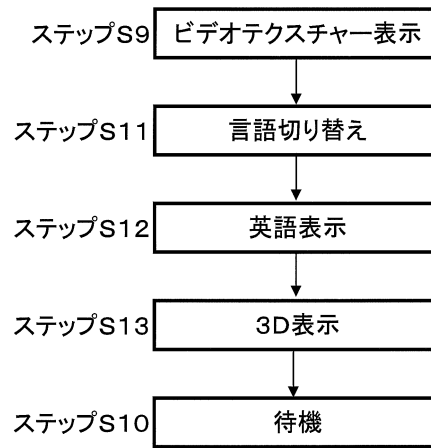 ステップS9 ビデオテクスチャー表示
ステップS11 言語切り替え
ステップS12 英語表示
ステップS13 3D表示
ステップS10 待機